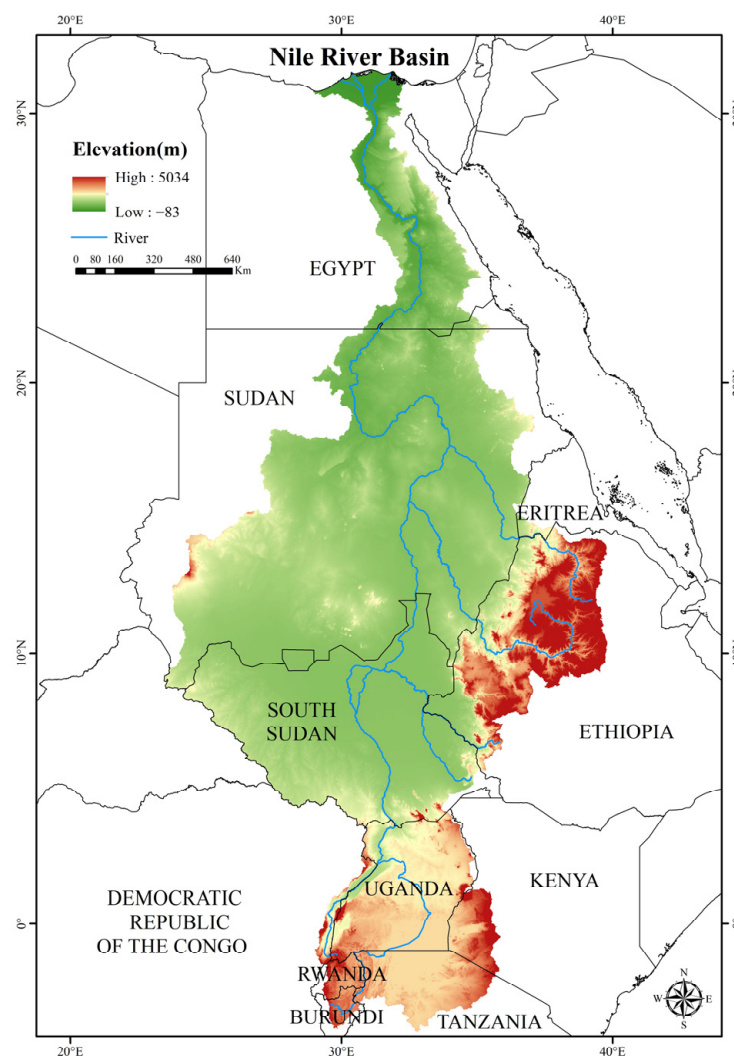 20°E 30°E 40°E
Nile River Basin
30°N
Elevation(m)
High : 5034
Low : −83
River
0 80 160 320 480 640
Km
EGYPT
20°N
SUDAN
ERITREA
10°N
SOUTH
SUDAN
ETHIOPIA
UGANDA
KENYA
DEMOCRATIC
REPUBLIC
OF THE CONGO
0°
RWANDA
BURUNDI
TANZANIA
N
W E
S
20°E 30°E 40°E